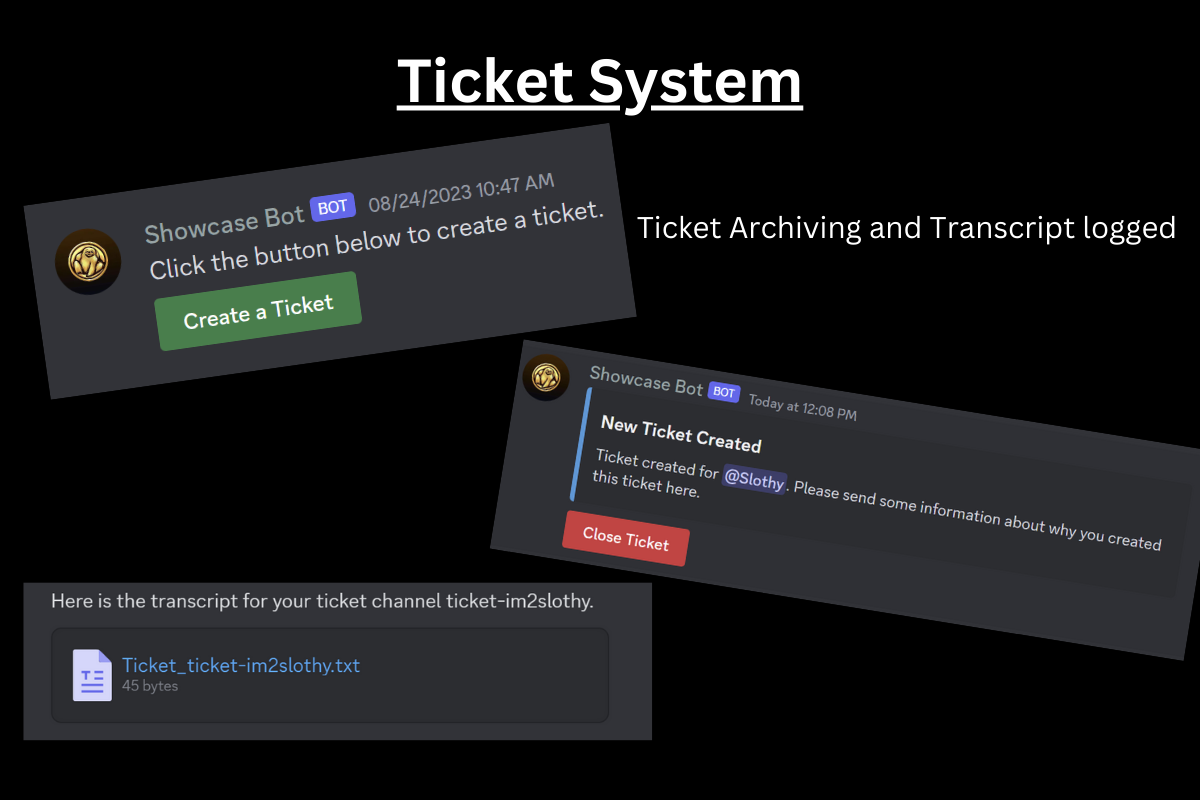 Ticket System
Showcase Bot BOT 08/24/2023 10:47 AM
Click the button below to create a ticket.
Create a Ticket
Ticket Archiving and Transcript logged
Showcase Bot BOT Today at 12:08 PM
New Ticket Created
Ticket created for @Slothy. Please send some information about why you created
this ticket here.
Close Ticket
Here is the transcript for your ticket channel ticket-im2slothy.
Ticket_ticket-im2slothy.txt
45 bytes